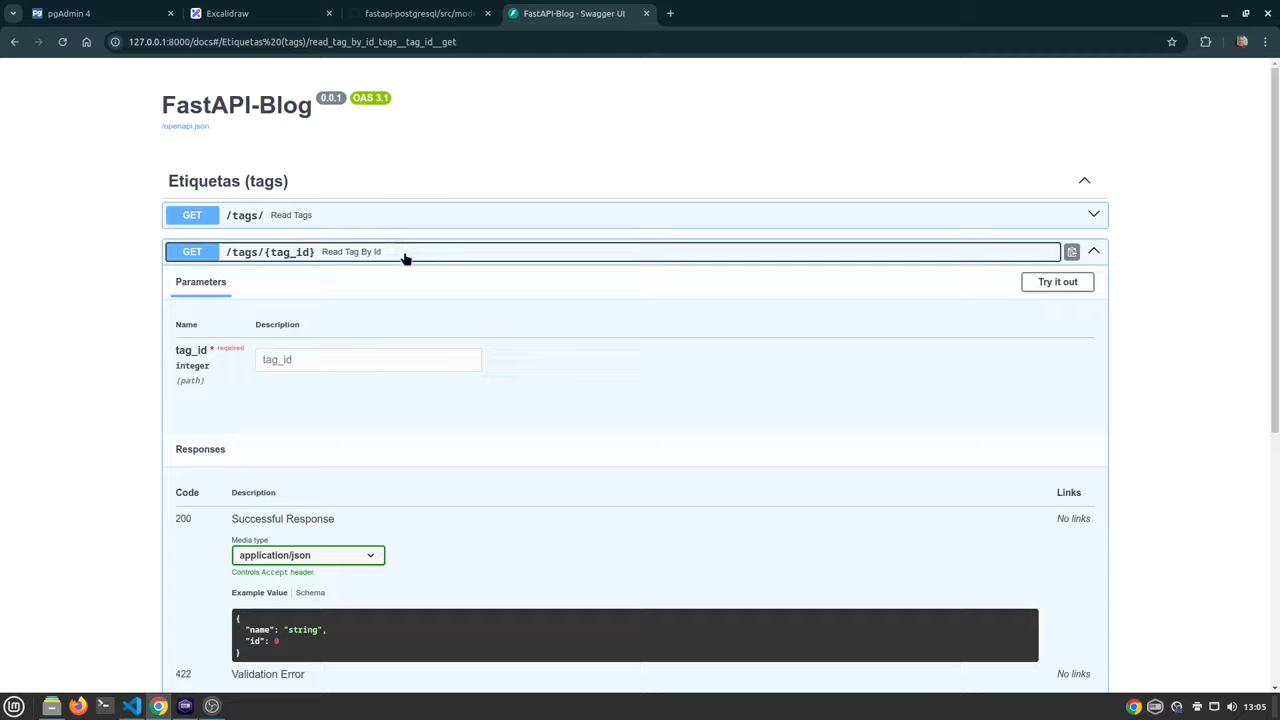 pgAdmin 4
Excalidraw
fastapi-postgresql/src/mode
FastAPI-Blog - Swagger UI
127.0.0.1:8000/docs#/Etiquetas%20(tags)/read_tag_by_id_tags__tag_id__get
FastAPI-Blog 0.0.1 OAS 3.1
/openapi.json
Etiquetas (tags)
GET /tags/ Read Tags
GET /tags/{tag_id} Read Tag By Id
Parameters
Try it out
Name Description
tag_id * required
integer
(path)
tag_id
Responses
Code Description Links
200 Successful Response No links
Media type
application/json
Controls Accept header.
Example Value Schema
{
"name": "string",
"id": 0
}
422 Validation Error No links
13:05